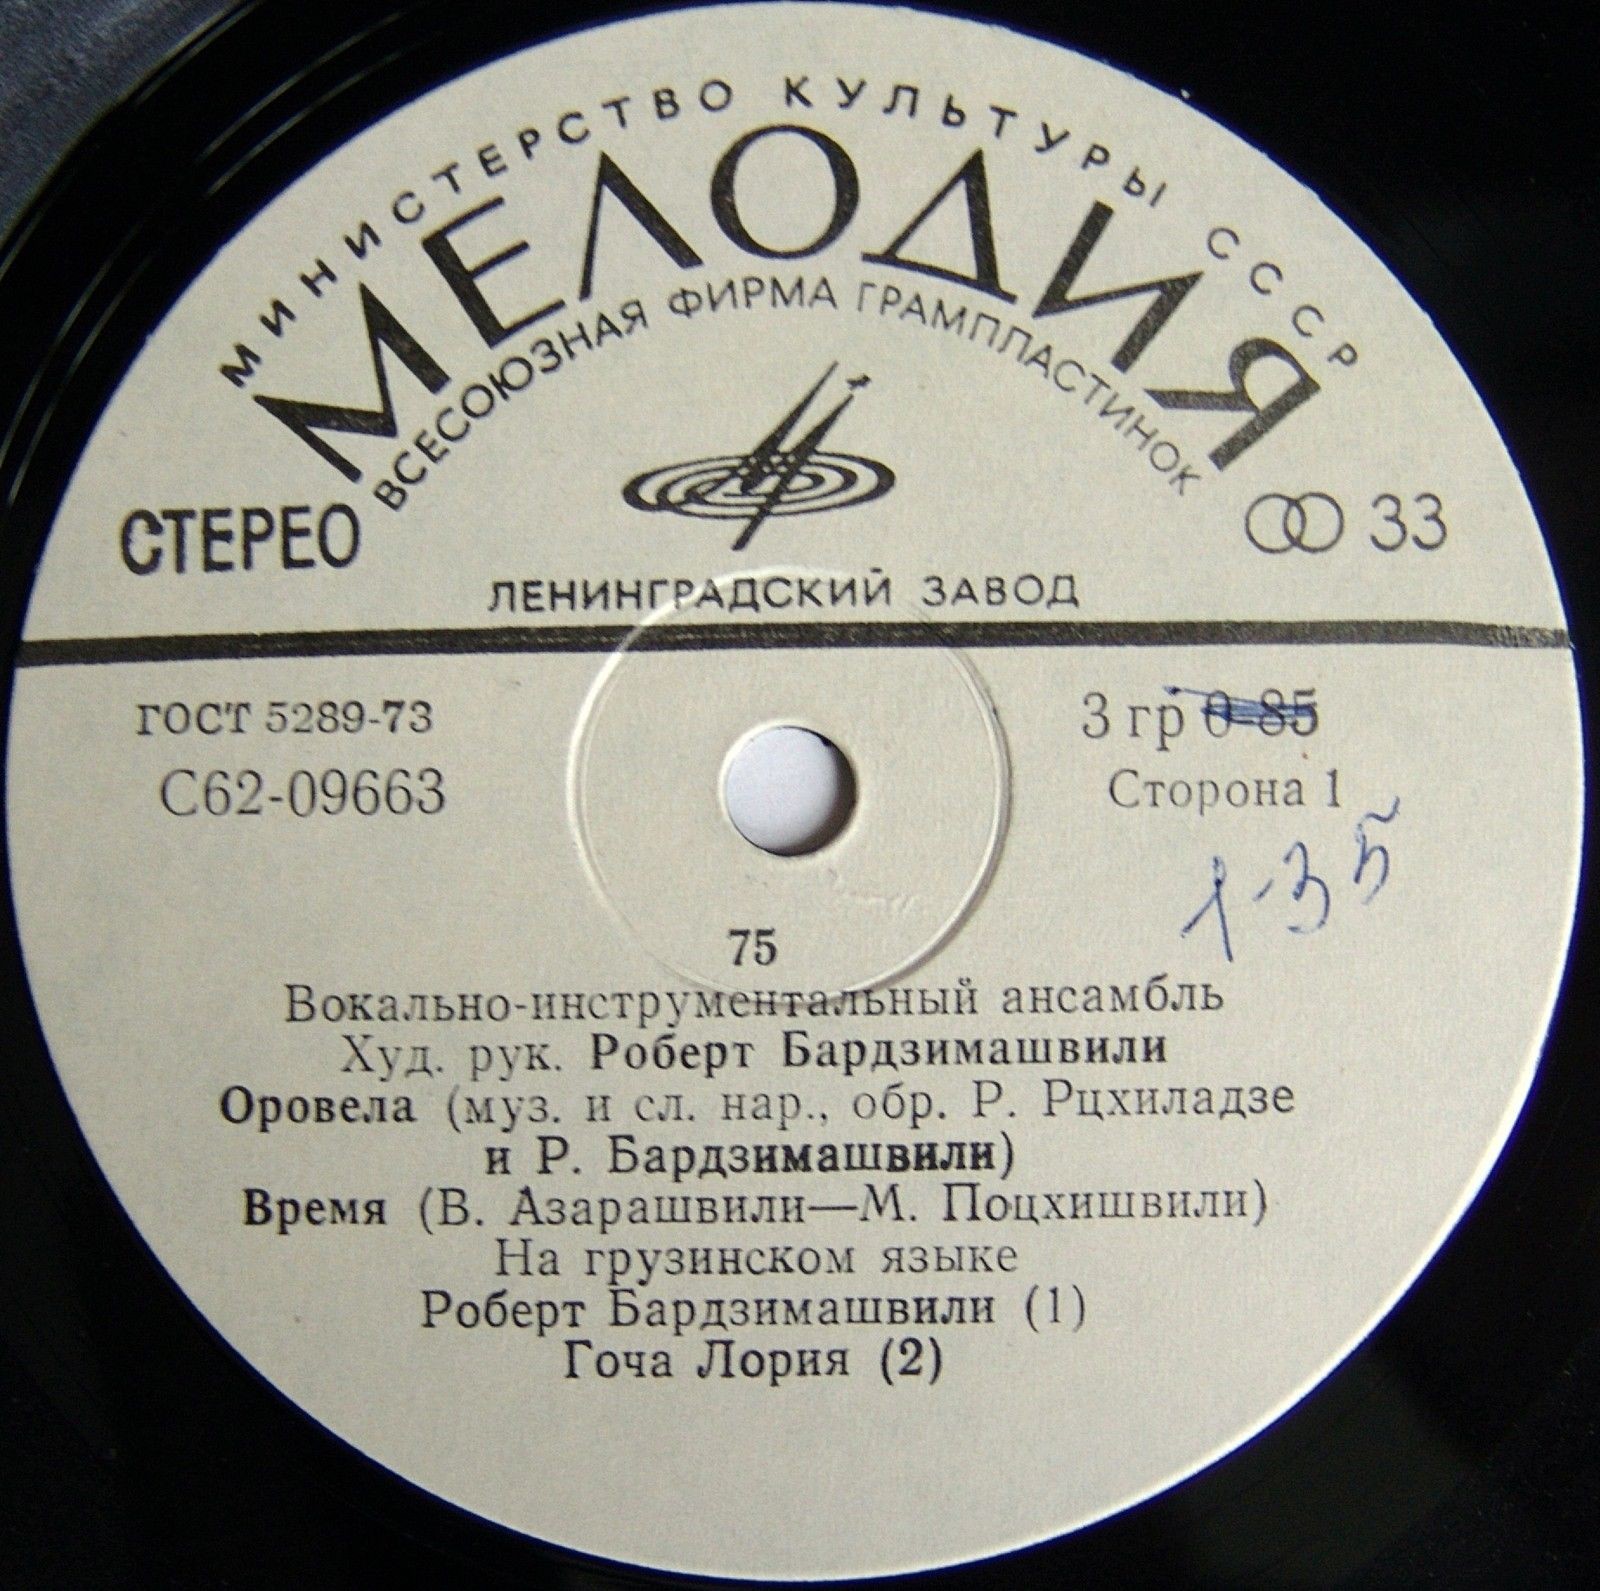 МИНИСТЕРСТВО КУЛЬТУРЫ СССР
МЕЛОДИЯ
ВСЕСОЮЗНАЯ ФИРМА ГРАМПЛАСТИНОК
СТЕРЕО
33
ЛЕНИНГРАДСКИЙ ЗАВОД
ГОСТ 5289-73
3 гр 0-85
С62-09663
Сторона 1
1-35
75
Вокально-инструментальный ансамбль
Худ. рук. Роберт Бардзимашвили
Оровела (муз. и сл. нар., обр. Р. Рцхиладзе
и Р. Бардзимашвили)
Время (В. Азарашвили—М. Поцхишвили)
На грузинском языке
Роберт Бардзимашвили (1)
Гоча Лория (2)